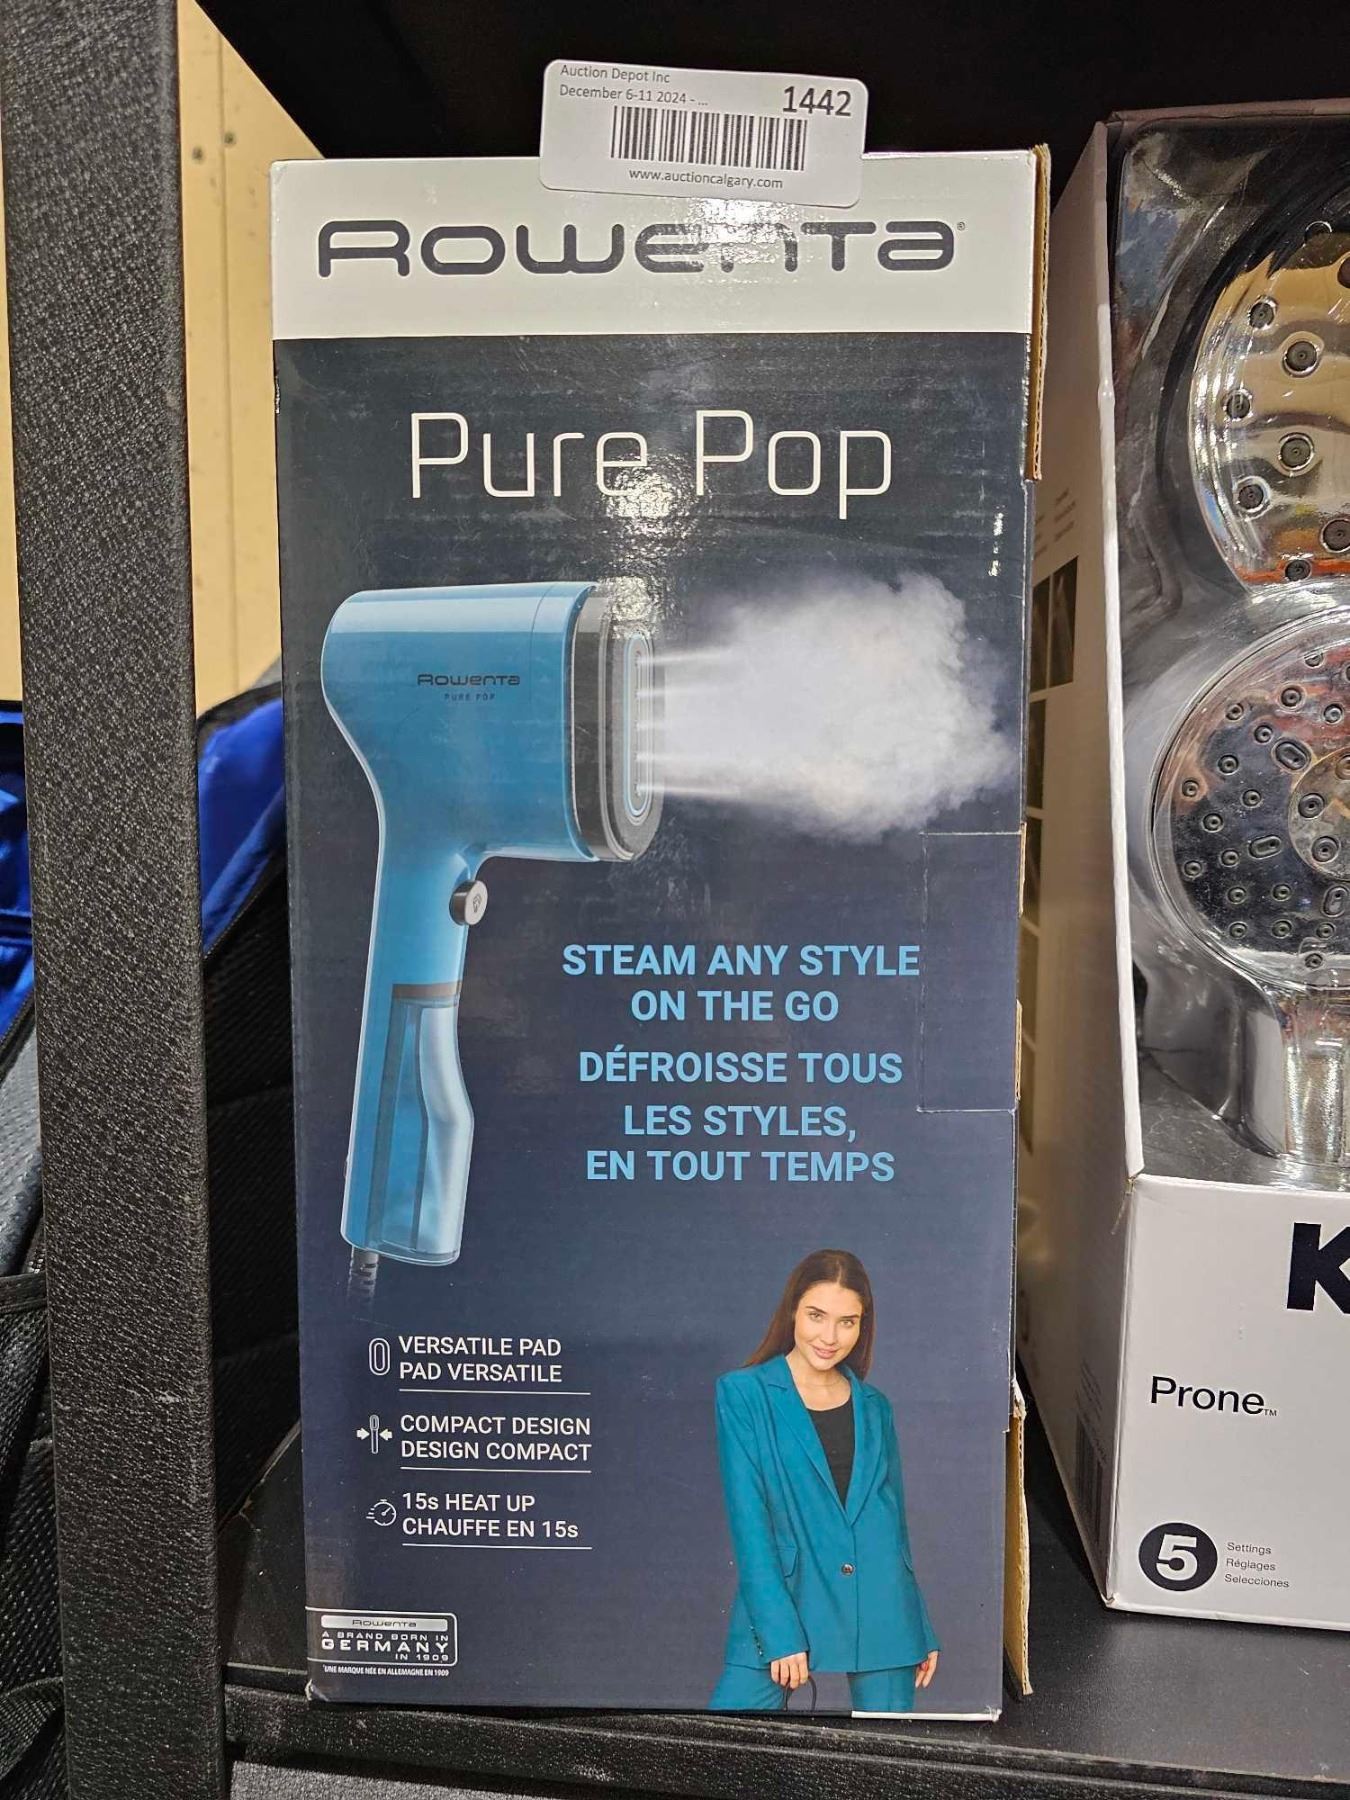 Auction Depot Inc
December 6-11 2024 - ...
1442
www.auctioncalgary.com
Rowenta®
Pure Pop
Rowenta
PURE POP
STEAM ANY STYLE
ON THE GO
DÉFROISSE TOUS
LES STYLES,
EN TOUT TEMPS
VERSATILE PAD
PAD VERSATILE
COMPACT DESIGN
DESIGN COMPACT
15s HEAT UP
CHAUFFE EN 15s
Rowenta
A BRAND BORN IN
GERMANY
IN 1909
*UNE MARQUE NÉE EN ALLEMAGNE EN 1909
K
Prone™
5
Settings
Réglages
Selecciones